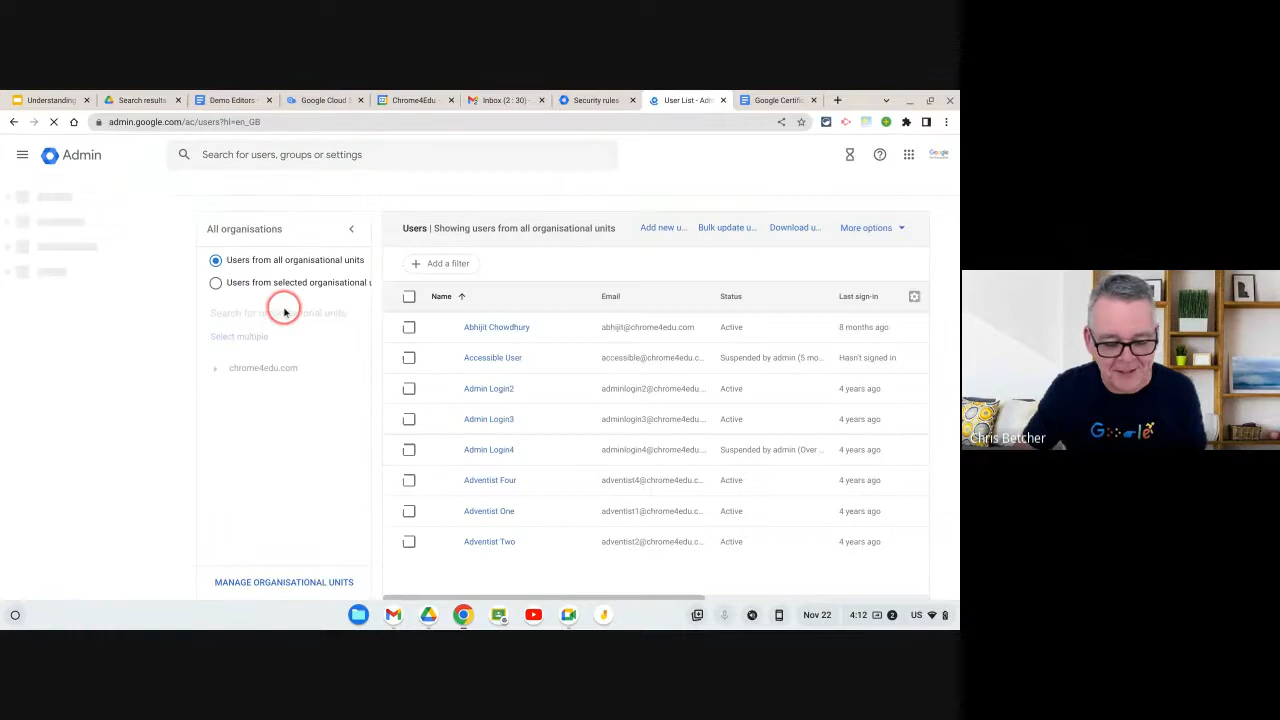 Understanding
Search results
Demo Editors
Google Cloud
Chrome4Edu -
Inbox (2:30)
Security rules
User List - Adm
Google Certific
admin.google.com/ac/users?hl=en_GB
Admin
Search for users, groups or settings
Google
All organisations
Users from all organisational units
Users from selected organisational u
Select multiple
chrome4edu.com
MANAGE ORGANISATIONAL UNITS
Users | Showing users from all organisational units
Add new u...
Bulk update u...
Download u...
More options
Add a filter
Name
Email
Status
Last sign-in
Abhijit Chowdhury
abhijit@chrome4edu.com
Active
8 months ago
Accessible User
accessible@chrome4edu.c...
Suspended by admin (5 mo...
Hasn't signed in
Admin Login2
adminlogin2@chrome4edu....
Active
4 years ago
Admin Login3
adminlogin3@chrome4edu....
Active
4 years ago
Admin Login4
adminlogin4@chrome4edu....
Suspended by admin (Over ...
4 years ago
Adventist Four
adventist4@chrome4edu.c...
Active
4 years ago
Adventist One
adventist1@chrome4edu.c...
Active
4 years ago
Adventist Two
adventist2@chrome4edu.c...
Active
4 years ago
Nov 22
4:12
2
US
Google
Chris Betcher